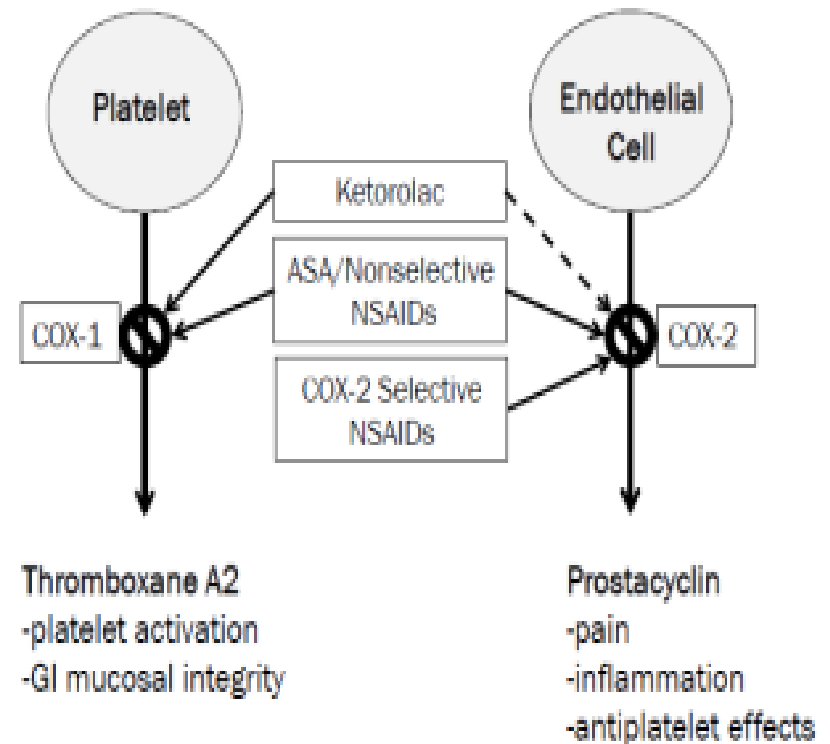 Platelet
Endothelial
Cell
Ketorolac
ASA/Nonselective
NSAIDs
COX-1
COX-2
COX-2 Selective
NSAIDs
Thromboxane A2
-platelet activation
-GI mucosal integrity
Prostacyclin
-pain
-inflammation
-antiplatelet effects